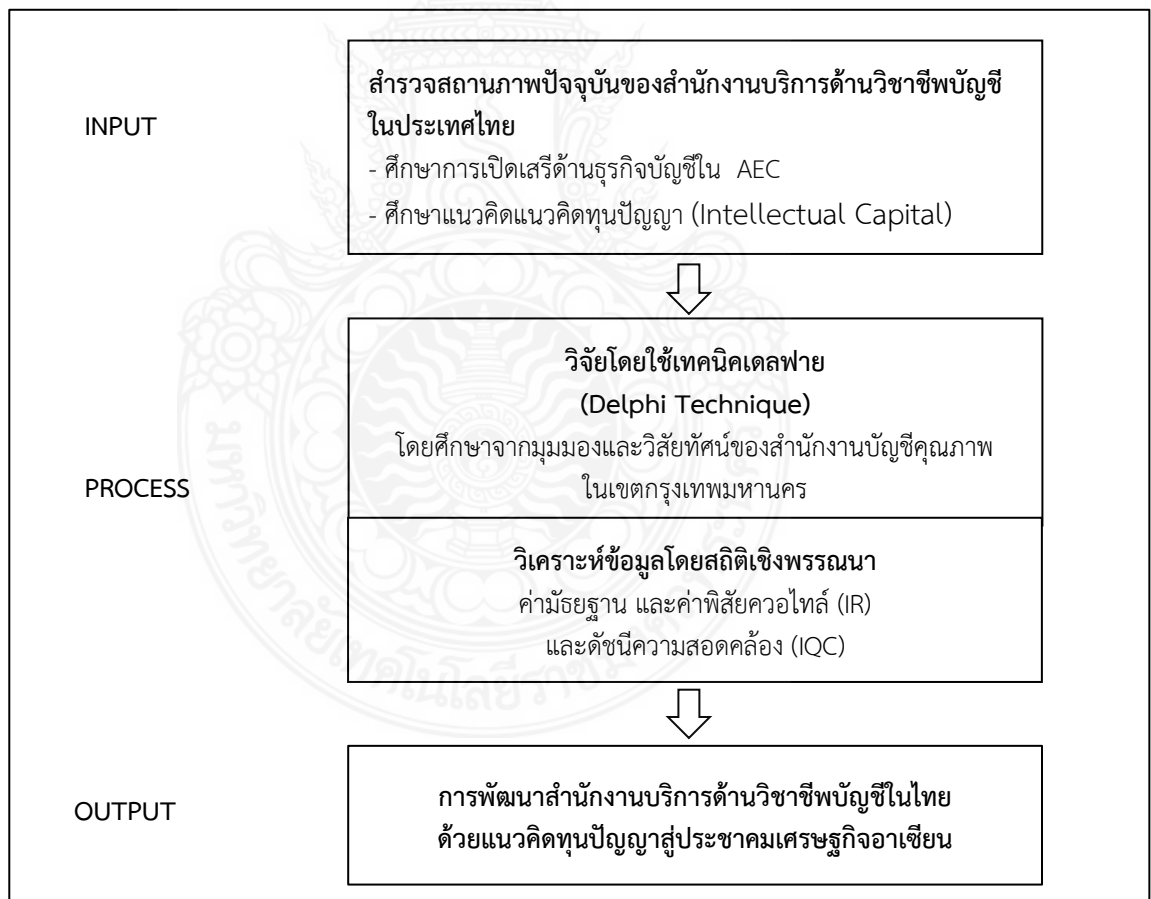 INPUT
สำรวจสถานภาพปัจจุบันของสำนักงานบริการด้านวิชาชีพบัญชี
ในประเทศไทย
- ศึกษาการเปิดเสรีด้านธุรกิจบัญชีใน AEC
- ศึกษาแนวคิดแนวคิดทุนปัญญา (Intellectual Capital)
PROCESS
วิจัยโดยใช้เทคนิคเดลฟาย
(Delphi Technique)
โดยศึกษาจากมุมมองและวิสัยทัศน์ของสำนักงานบัญชีคุณภาพ
ในเขตกรุงเทพมหานคร
วิเคราะห์ข้อมูลโดยสถิติเชิงพรรณนา
ค่ามัธยฐาน และค่าพิสัยควอไทล์ (IR)
และดัชนีความสอดคล้อง (IQC)
OUTPUT
การพัฒนาสำนักงานบริการด้านวิชาชีพบัญชีในไทย
ด้วยแนวคิดทุนปัญญาสู่ประชาคมเศรษฐกิจอาเซียน